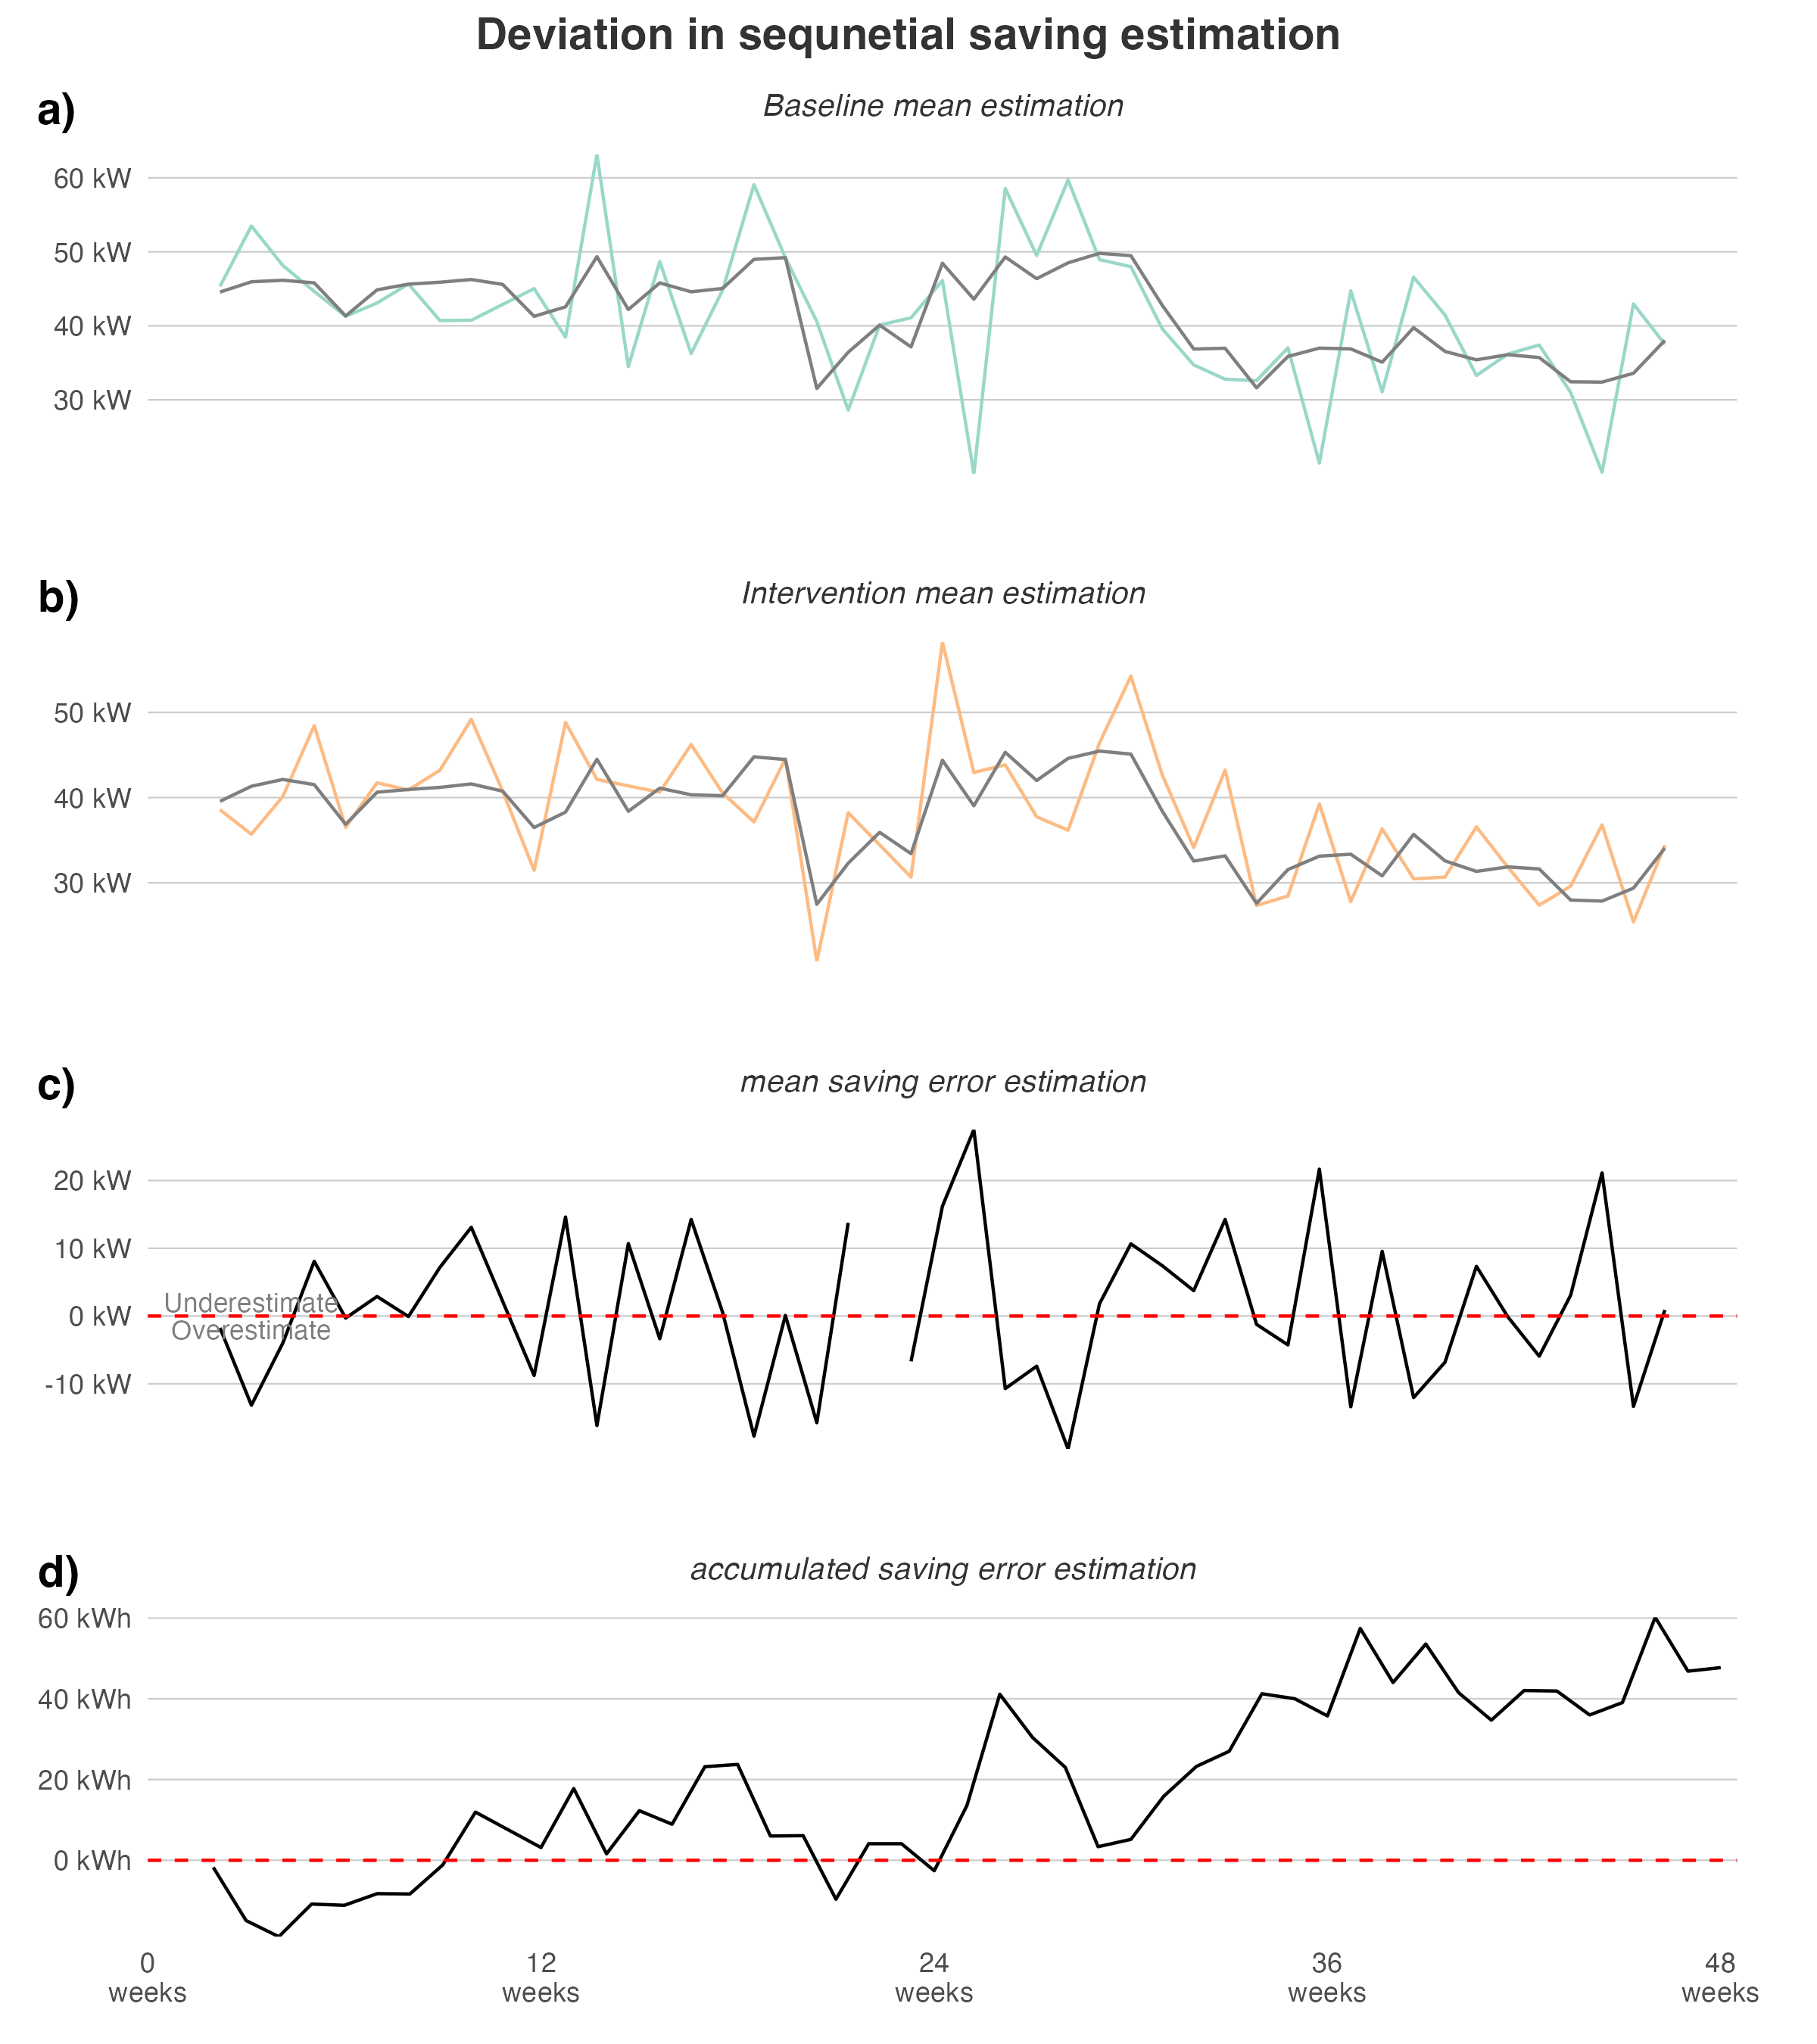 Deviation in sequnetial saving estimation
a)
Baseline mean estimation
60 kW
50 kW
40 kW
30 kW
b)
Intervention mean estimation
50 kW
40 kW
30 kW
c)
mean saving error estimation
20 kW
10 kW
Underestimate
0 kW
Overestimate
-10 kW
d)
accumulated saving error estimation
60 kWh
40 kWh
20 kWh
0 kWh
0 12 24 36 48
weeks weeks weeks weeks weeks